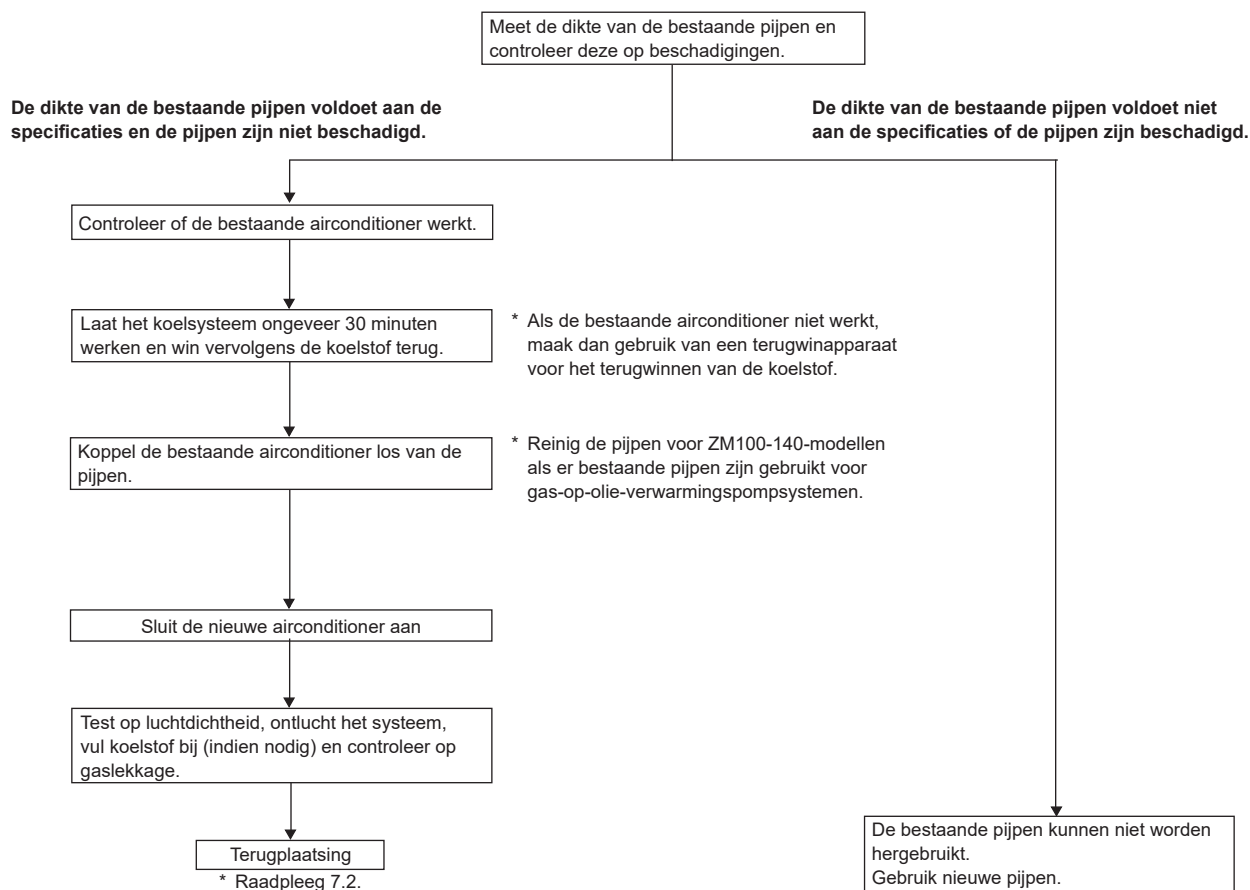 Meet de dikte van de bestaande pijpen en
controleer deze op beschadigingen.
De dikte van de bestaande pijpen voldoet aan de
specificaties en de pijpen zijn niet beschadigd.
De dikte van de bestaande pijpen voldoet niet
aan de specificaties of de pijpen zijn beschadigd.
Controleer of de bestaande airconditioner werkt.
Laat het koelsysteem ongeveer 30 minuten
werken en win vervolgens de koelstof terug.
* Als de bestaande airconditioner niet werkt,
maak dan gebruik van een terugwinapparaat
voor het terugwinnen van de koelstof.
Koppel de bestaande airconditioner los van de
pijpen.
* Reinig de pijpen voor ZM100-140-modellen
als er bestaande pijpen zijn gebruikt voor
gas-op-olie-verwarmingspompsystemen.
Sluit de nieuwe airconditioner aan
Test op luchtdichtheid, ontlucht het systeem,
vul koelstof bij (indien nodig) en controleer op
gaslekkage.
Terugplaatsing
* Raadpleeg 7.2.
De bestaande pijpen kunnen niet worden
hergebruikt.
Gebruik nieuwe pijpen.